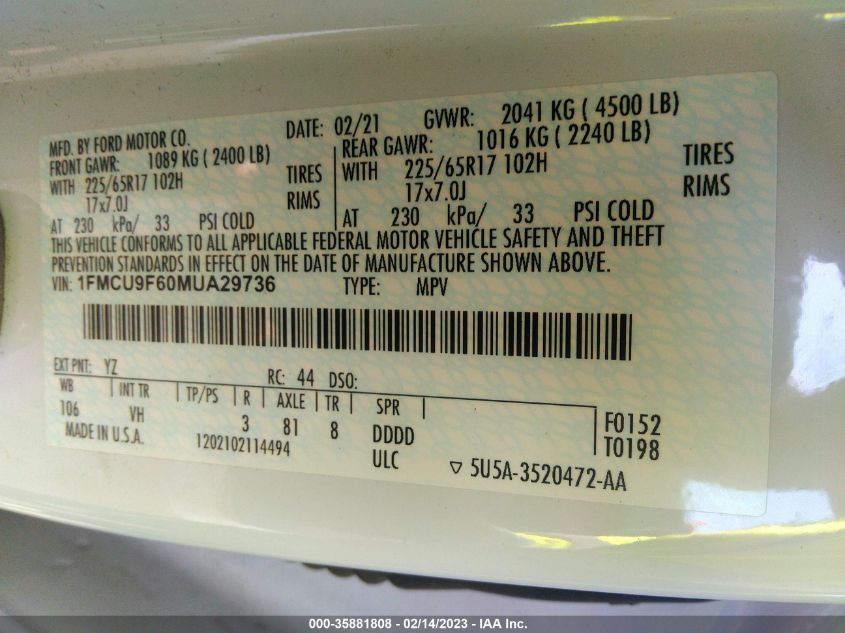 MFD. BY FORD MOTOR CO. DATE: 02/21 GVWR: 2041 KG ( 4500 LB)
FRONT GAWR: 1089 KG ( 2400 LB) REAR GAWR: 1016 KG ( 2240 LB)
WITH 225/65R17 102H TIRES WITH 225/65R17 102H TIRES
17x7.0J RIMS 17x7.0J RIMS
AT 230 kPa/ 33 PSI COLD AT 230 kPa/ 33 PSI COLD
THIS VEHICLE CONFORMS TO ALL APPLICABLE FEDERAL MOTOR VEHICLE SAFETY AND THEFT
PREVENTION STANDARDS IN EFFECT ON THE DATE OF MANUFACTURE SHOWN ABOVE.
VIN: 1FMCU9F60MUA29736 TYPE: MPV
EXT PNT: YZ RC: 44 DSO:
WB INT TR TP/PS R AXLE TR SPR
106 VH 3 81 8 DDDD F0152
MADE IN U.S.A. 1202102114494 ULC T0198
5U5A-3520472-AA
000-35881808 - 02/14/2023 - IAA Inc.